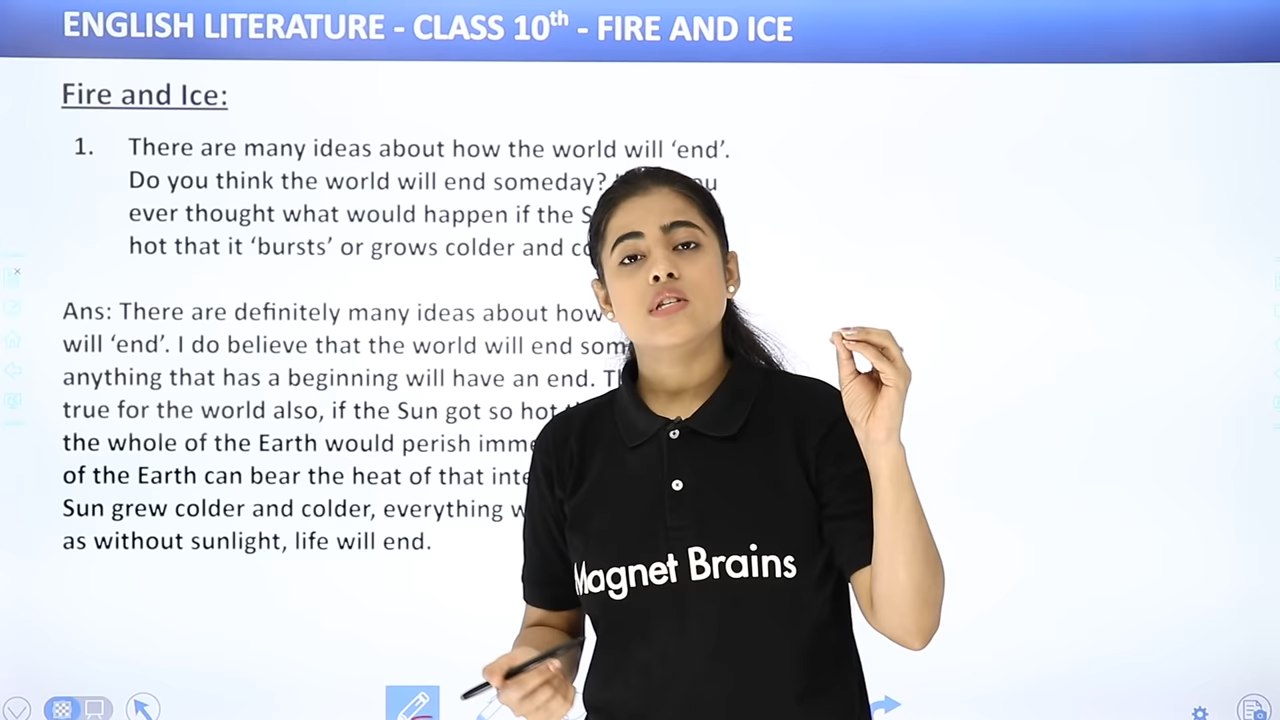 ENGLISH LITERATURE - CLASS 10th - FIRE AND ICE
Fire and Ice:
1. There are many ideas about how the world will ‘end’.
Do you think the world will end someday?
ever thought what would happen if the
hot that it ‘bursts’ or grows colder and
Ans: There are definitely many ideas about how
will ‘end’. I do believe that the world will end
anything that has a beginning will have an end.
true for the world also, if the Sun got so hot
the whole of the Earth would perish
of the Earth can bear the heat of that
Sun grew colder and colder, everything
as without sunlight, life will end.
Magnet Brains